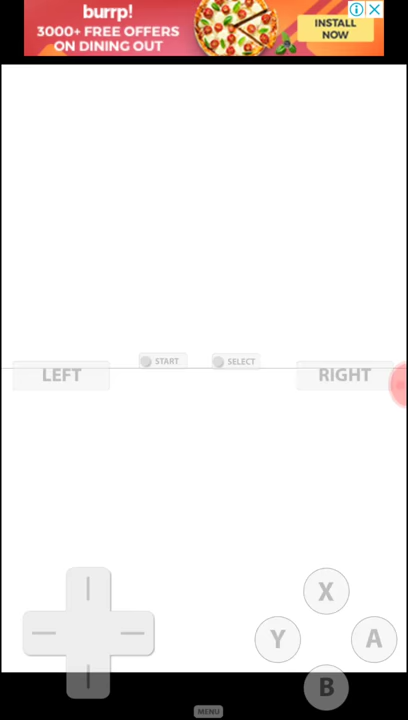 burrp!
3000+ FREE OFFERS
ON DINING OUT
INSTALL
NOW
START
SELECT
LEFT
RIGHT
X
Y
A
B
MENU